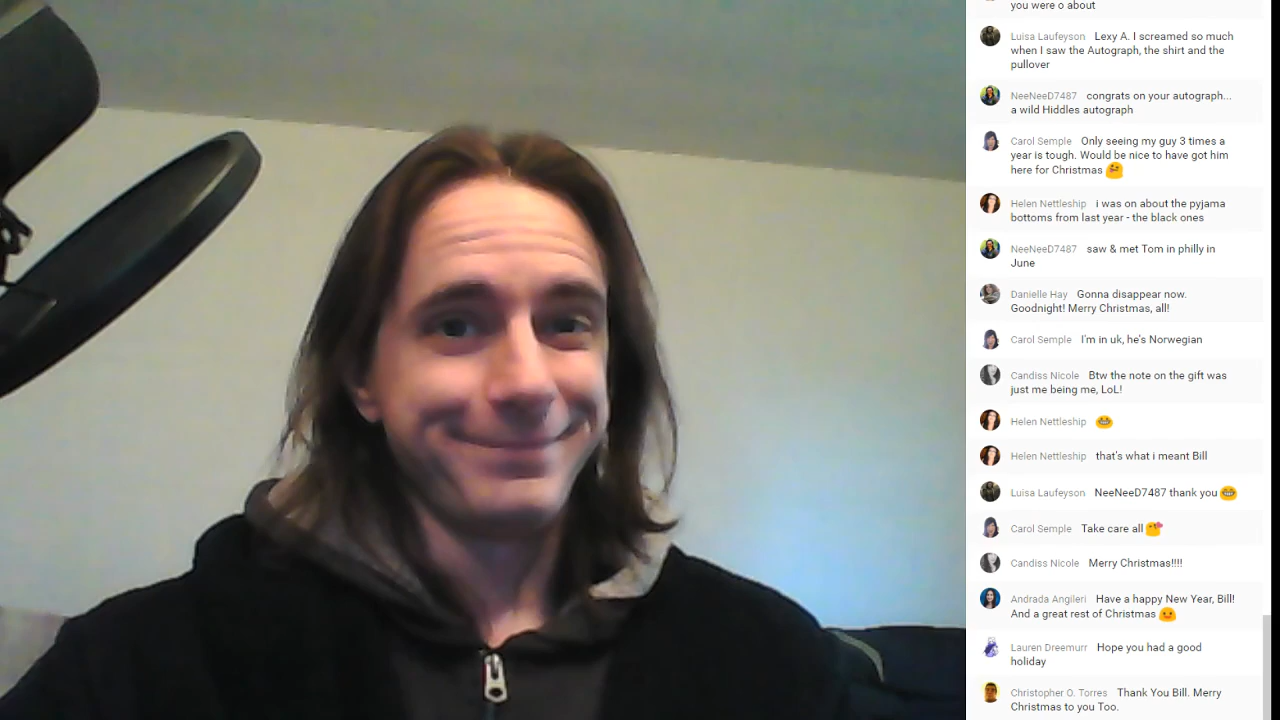 you were o about
Luisa Laufeyson Lexy A. I screamed so much
when I saw the Autograph, the shirt and the
pullover
NeeNeeD7487 congrats on your autograph...
a wild Hiddles autograph
Carol Semple Only seeing my guy 3 times a
year is tough. Would be nice to have got him
here for Christmas
Helen Nettleship i was on about the pyjama
bottoms from last year - the black ones
NeeNeeD7487 saw & met Tom in philly in
June
Danielle Hay Gonna disappear now.
Goodnight! Merry Christmas, all!
Carol Semple I'm in uk, he's Norwegian
Candiss Nicole Btw the note on the gift was
just me being me, LoL!
Helen Nettleship
Helen Nettleship that's what i meant Bill
Luisa Laufeyson NeeNeeD7487 thank you
Carol Semple Take care all
Candiss Nicole Merry Christmas!!!!
Andrada Angileri Have a happy New Year, Bill!
And a great rest of Christmas
Lauren Dreemurr Hope you had a good
holiday
Christopher O. Torres Thank You Bill. Merry
Christmas to you Too.